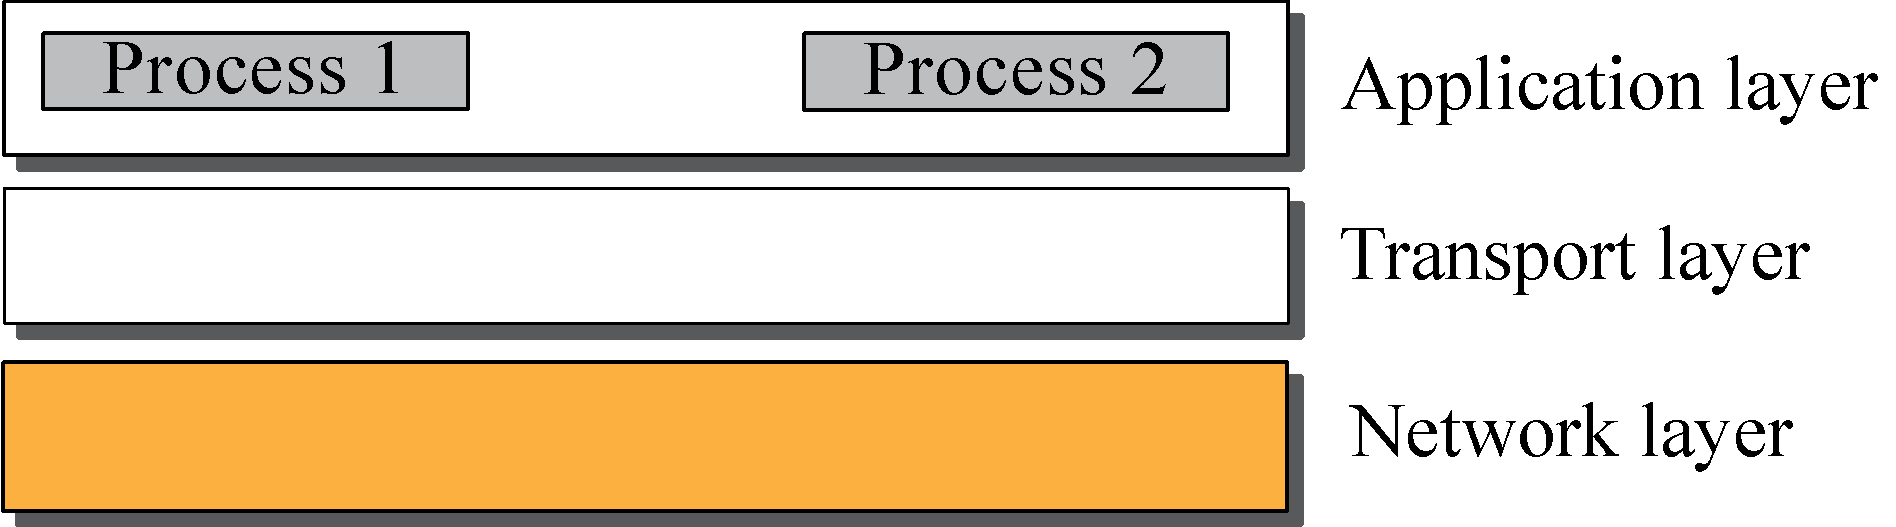 Process 1
Process 2
Application layer
Transport layer
Network layer